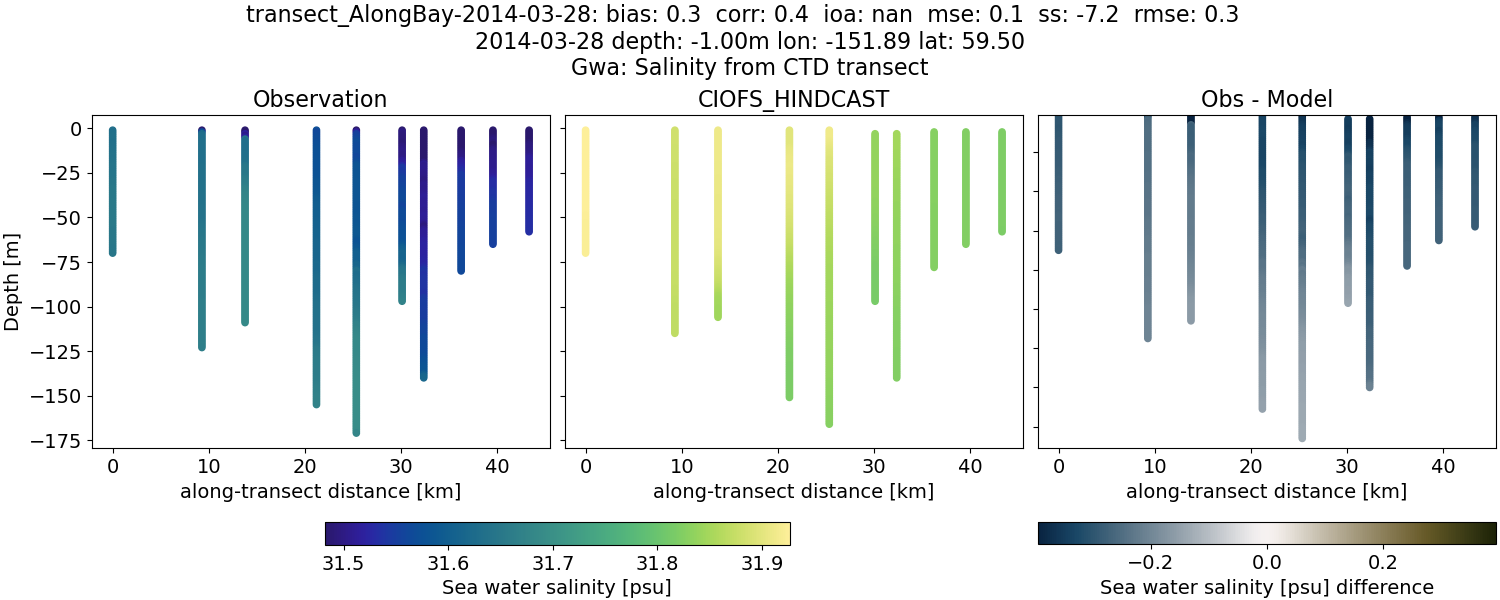 transect_AlongBay-2014-03-28: bias: 0.3  corr: 0.4  ioa: nan  mse: 0.1  ss: -7.2  rmse: 0.3
2014-03-28 depth: -1.00m lon: -151.89 lat: 59.50
Gwa: Salinity from CTD transect
Observation
CIOFS_HINDCAST
Obs - Model
Depth [m]
0
−25
−50
−75
−100
−125
−150
−175
0 10 20 30 40
0 10 20 30 40
0 10 20 30 40
along-transect distance [km]
along-transect distance [km]
along-transect distance [km]
31.5 31.6 31.7 31.8 31.9
Sea water salinity [psu]
−0.2 0.0 0.2
Sea water salinity [psu] difference